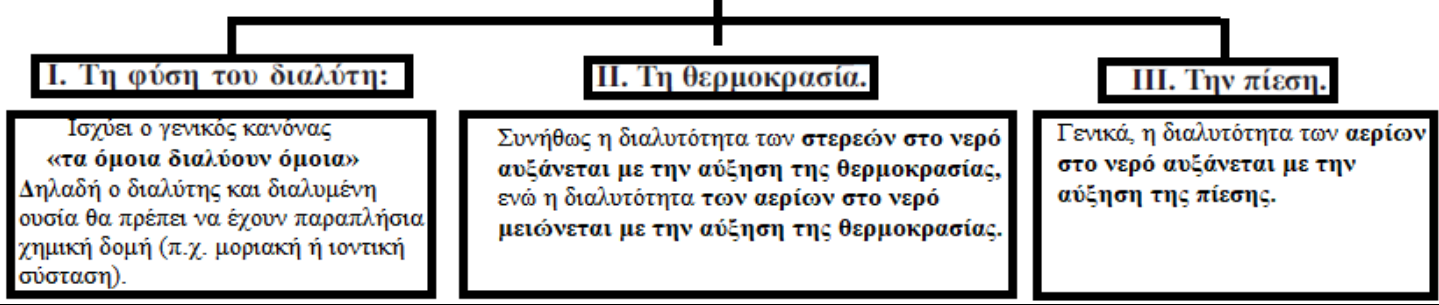 I. Τη φύση του διαλύτη:
Ισχύει ο γενικός κανόνας
«τα όμοια διαλύουν όμοια»
Δηλαδή ο διαλύτης και διαλυμένη
ουσία θα πρέπει να έχουν παραπλήσια
χημική δομή (π.χ. μοριακή ή ιοντική
σύσταση).
II. Τη θερμοκρασία.
Συνήθως η διαλυτότητα των στερεών στο νερό
αυξάνεται με την αύξηση της θερμοκρασίας,
ενώ η διαλυτότητα των αερίων στο νερό
μειώνεται με την αύξηση της θερμοκρασίας.
III. Την πίεση.
Γενικά, η διαλυτότητα των αερίων
στο νερό αυξάνεται με την
αύξηση της πίεσης.